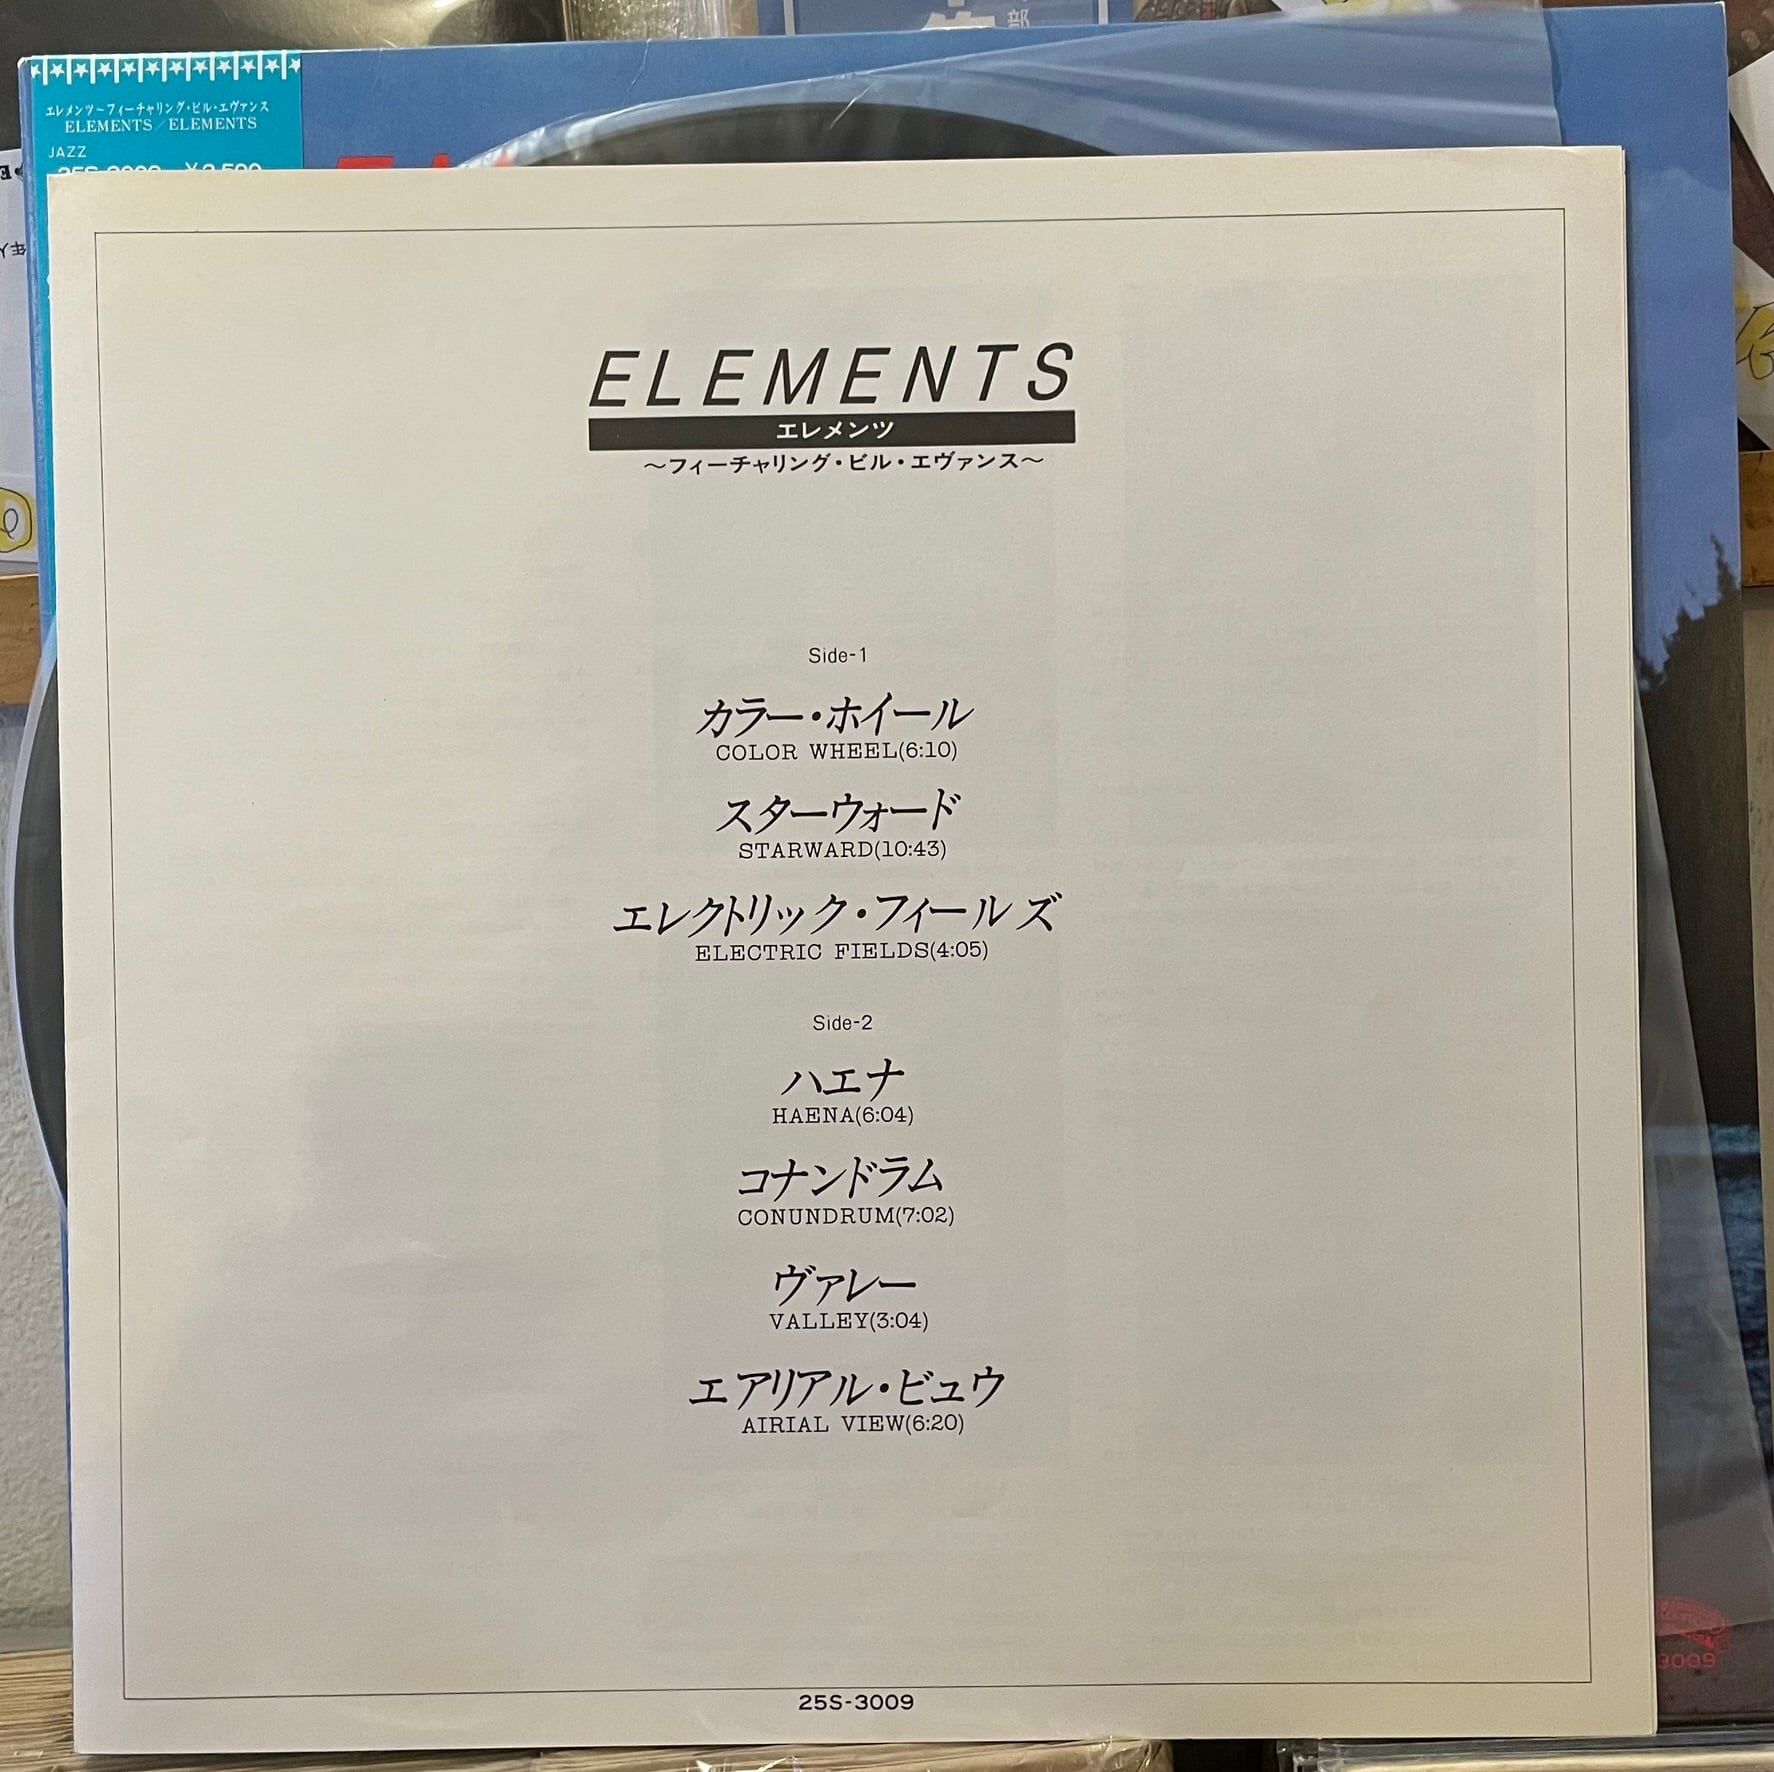 部
エレメンツ~フィーチャリング・ビル・エヴァンス
ELEMENTS/ELEMENTS
JAZZ
25S-3009 ¥2,500
ELEMENTS
エレメンツ
〜フィーチャリング・ビル・エヴァンス〜
Side-1
カラー・ホイール
COLOR WHEEL(6:10)
スターウォード
STARWARD(10:43)
エレクトリック・フィールズ
ELECTRIC FIELDS(4:05)
Side-2
ハエナ
HAENA(6:04)
コナンドラム
CONUNDRUM(7:02)
ヴァレー
VALLEY(3:04)
エアリアル・ビュウ
AIRIAL VIEW(6:20)
3009
25S-3009